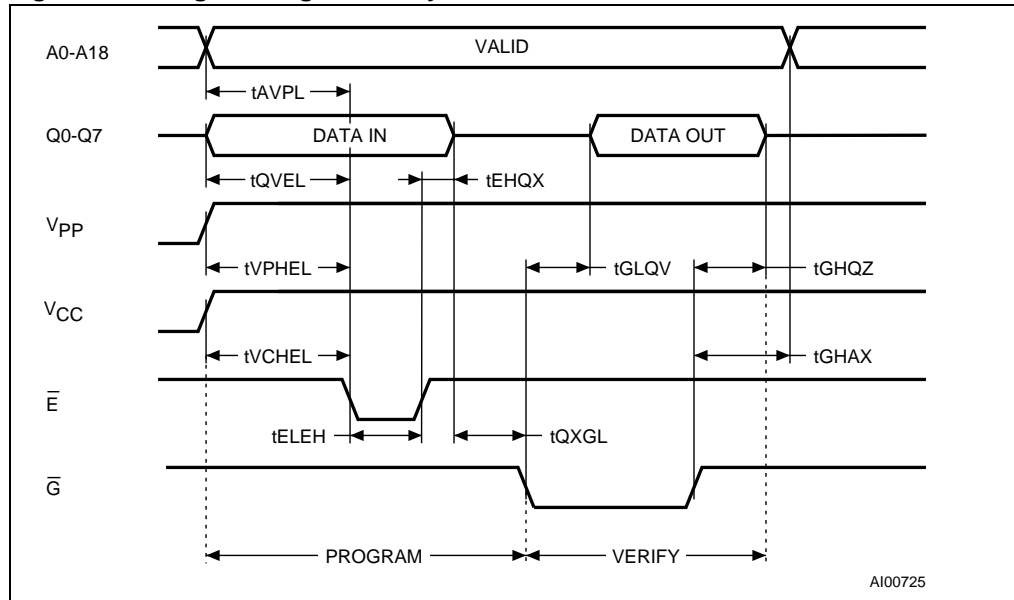 A0-A18
VALID
tAVPL
Q0-Q7
DATA IN
DATA OUT
tQVEL
tEHQX
VPP
tVPHEL
tGLQV
tGHQZ
VCC
tVCHEL
tGHAX
E
tELEH
tQXGL
G
PROGRAM
VERIFY
AI00725